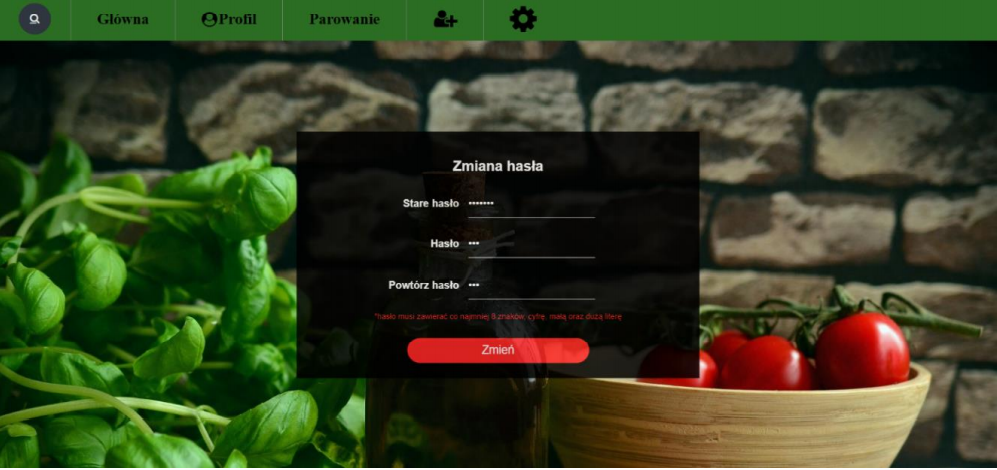 Główna Profil Parowanie
Zmiana hasła
Stare hasło •••••••
Hasło •••
Powtórz hasło •••
*hasło musi zawierać co najmniej 8 znaków, cyfrę, małą oraz dużą literę
Zmień